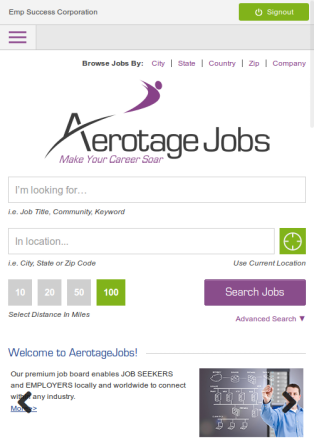 Emp Success Corporation
Signout
Browse Jobs By: City | State | Country | Zip | Company
Aerotage Jobs
Make Your Career Soar
I'm looking for...
i.e. Job Title, Community, Keyword
In location...
i.e. City, State or Zip Code
Use Current Location
10 20 50 100
Search Jobs
Select Distance In Miles
Advanced Search ▼
Welcome to AerotageJobs!
Our premium job board enables JOB SEEKERS
and EMPLOYERS locally and worldwide to connect
within any industry.
More>